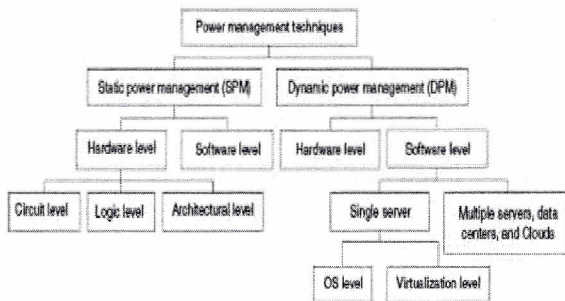 Power management techniques
Static power management (SPM)
Dynamic power management (DPM)
Hardware level
Software level
Hardware level
Software level
Circuit level
Logic level
Architectural level
Single server
Multiple servers, data
centers, and Clouds
OS level
Virtualization level